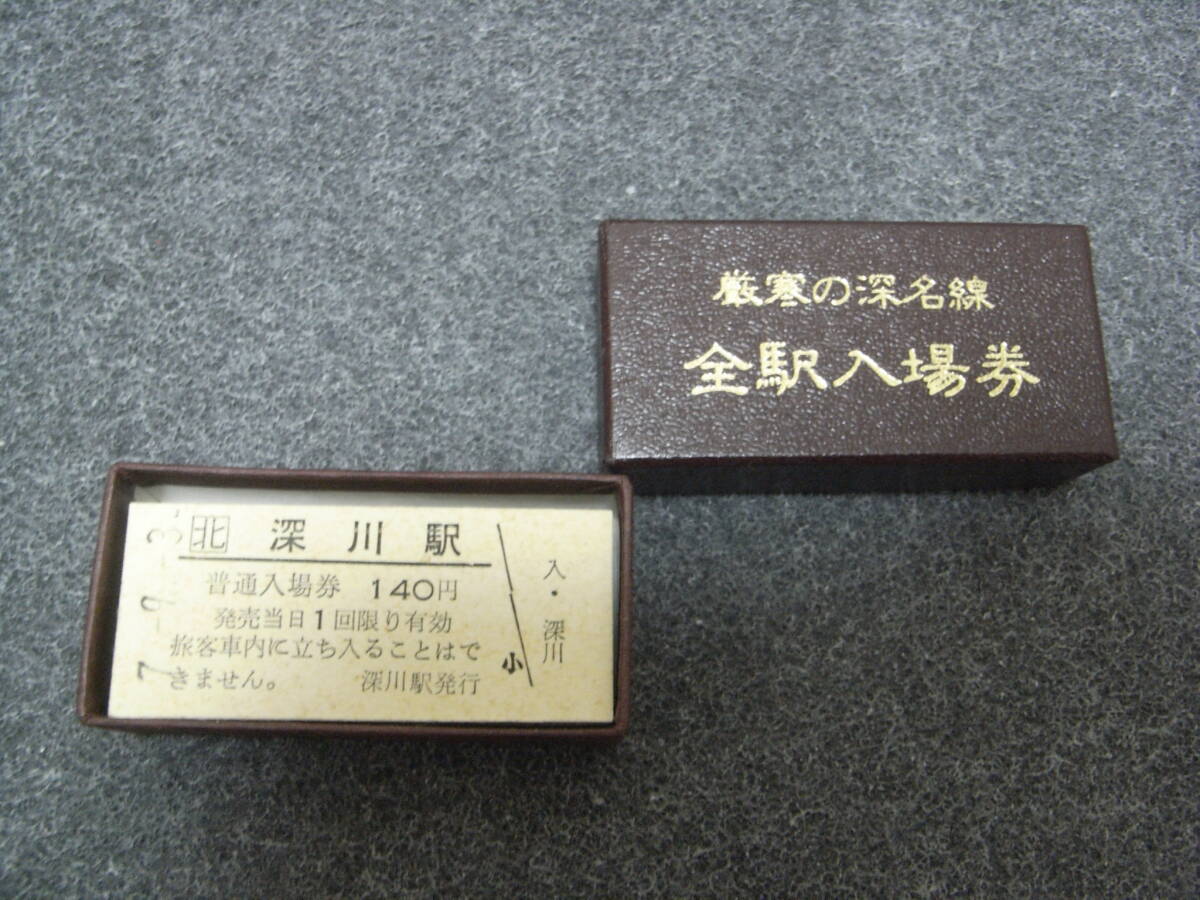 厳寒の深名線
全駅入場券
北 深川駅
普通入場券 140円
発売当日1回限り有効
旅客車内に立ち入ることはで
きません。 深川駅発行
小
入・深川
7.-9.-3.